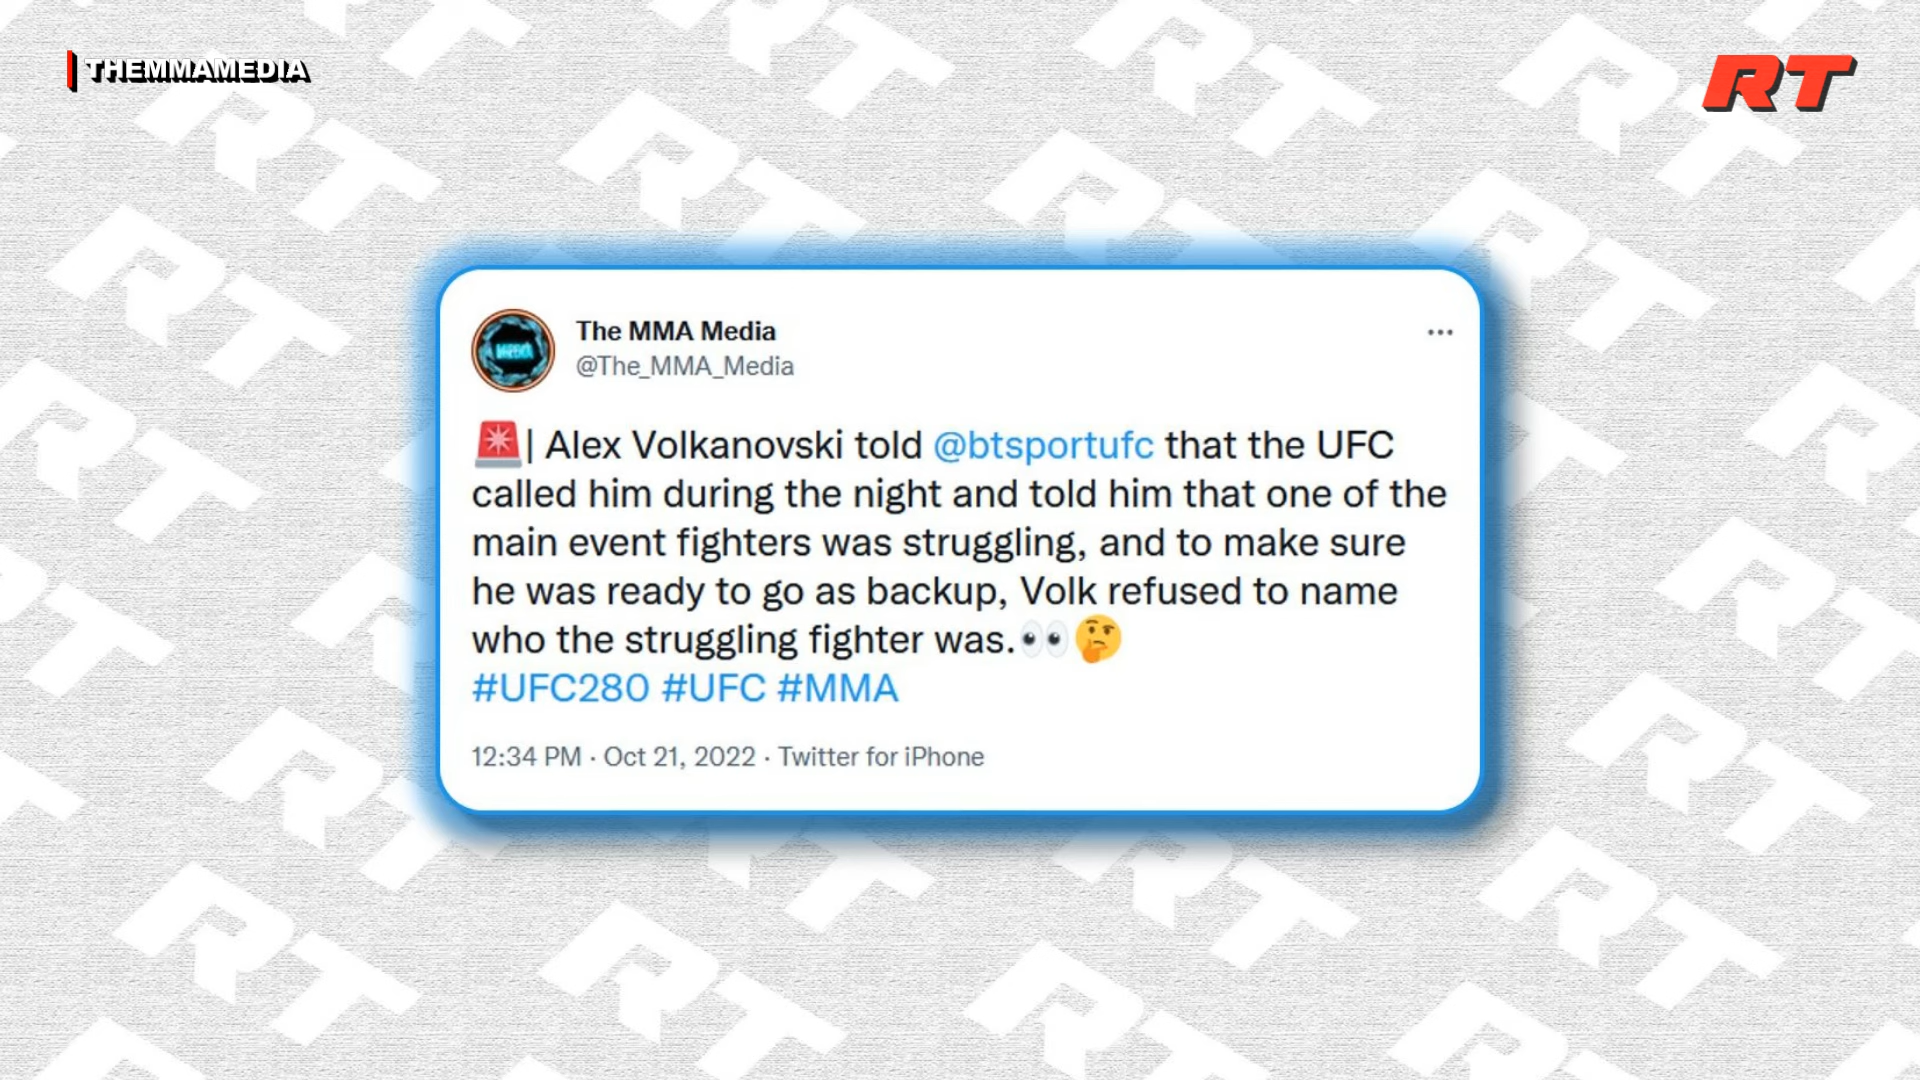 THEMMAMEDIA
RT
The MMA Media
@The_MMA_Media
🚨| Alex Volkanovski told @btsportufc that the UFC
called him during the night and told him that one of the
main event fighters was struggling, and to make sure
he was ready to go as backup, Volk refused to name
who the struggling fighter was.👀🤔
#UFC280 #UFC #MMA
12:34 PM · Oct 21, 2022 · Twitter for iPhone